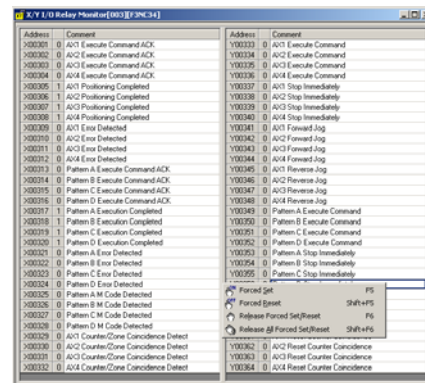 X/Y I/O Relay Monitor[003][F3NC34]
Address Comment Address Comment
X00301 0 AX1 Execute Command ACK Y00333 0 AX1 Execute Command
X00302 0 AX2 Execute Command ACK Y00334 0 AX2 Execute Command
X00303 0 AX3 Execute Command ACK Y00335 0 AX3 Execute Command
X00304 0 AX4 Execute Command ACK Y00336 0 AX4 Execute Command
X00305 1 AX1 Positioning Completed Y00337 0 AX1 Stop Immediately
X00306 1 AX2 Positioning Completed Y00338 0 AX2 Stop Immediately
X00307 1 AX3 Positioning Completed Y00339 0 AX3 Stop Immediately
X00308 1 AX4 Positioning Completed Y00340 0 AX4 Stop Immediately
X00309 0 AX1 Error Detected Y00341 0 AX1 Forward Jog
X00310 0 AX2 Error Detected Y00342 0 AX2 Forward Jog
X00311 0 AX3 Error Detected Y00343 0 AX3 Forward Jog
X00312 0 AX4 Error Detected Y00344 0 AX4 Forward Jog
X00313 0 Pattern A Execute Command ACK Y00345 0 AX1 Reverse Jog
X00314 0 Pattern B Execute Command ACK Y00346 0 AX2 Reverse Jog
X00315 0 Pattern C Execute Command ACK Y00347 0 AX3 Reverse Jog
X00316 0 Pattern D Execute Command ACK Y00348 0 AX4 Reverse Jog
X00317 1 Pattern A Execution Completed Y00349 0 Pattern A Execute Command
X00318 1 Pattern B Execution Completed Y00350 0 Pattern B Execute Command
X00319 1 Pattern C Execution Completed Y00351 0 Pattern C Execute Command
X00320 1 Pattern D Execution Completed Y00352 0 Pattern D Execute Command
X00321 0 Pattern A Error Detected Y00353 0 Pattern A Stop Immediately
X00322 0 Pattern B Error Detected Y00354 0 Pattern B Stop Immediately
X00323 0 Pattern C Error Detected Y00355 0 Pattern C Stop Immediately
X00324 0 Pattern D Error Detected
X00325 0 Pattern A M Code Detected Forced Set F5
X00326 0 Pattern B M Code Detected Forced Reset Shift+F5
X00327 0 Pattern C M Code Detected Release Forced Set/Reset F6
X00328 0 Pattern D M Code Detected Release All Forced Set/Reset Shift+F6
X00329 0 AX1 Counter/Zone Coincidence Detect
X00330 0 AX2 Counter/Zone Coincidence Detect Y00362 0 AX2 Reset Counter Coincidence
X00331 0 AX3 Counter/Zone Coincidence Detect Y00363 0 AX3 Reset Counter Coincidence
X00332 0 AX4 Counter/Zone Coincidence Detect Y00364 0 AX4 Reset Counter Coincidence